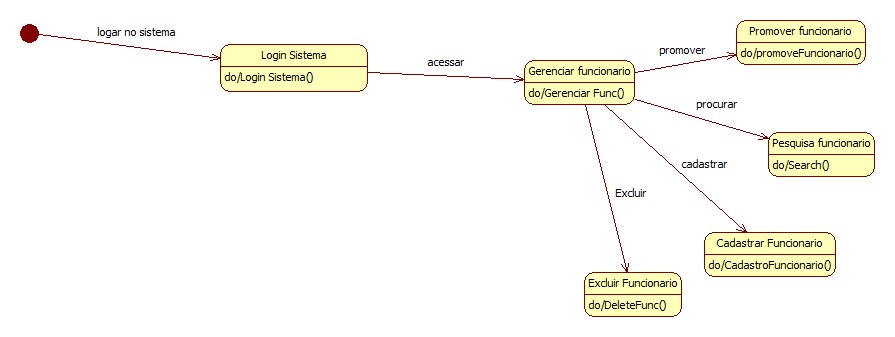 logar no sistema
Login Sistema
do/Login Sistema()
acessar
Gerenciar funcionario
do/Gerenciar Func()
promover
Promover funcionario
do/promoveFuncionario()
procurar
Pesquisa funcionario
do/Search()
cadastrar
Cadastrar Funcionario
do/CadastroFuncionario()
Excluir
Excluir Funcionario
do/DeleteFunc()